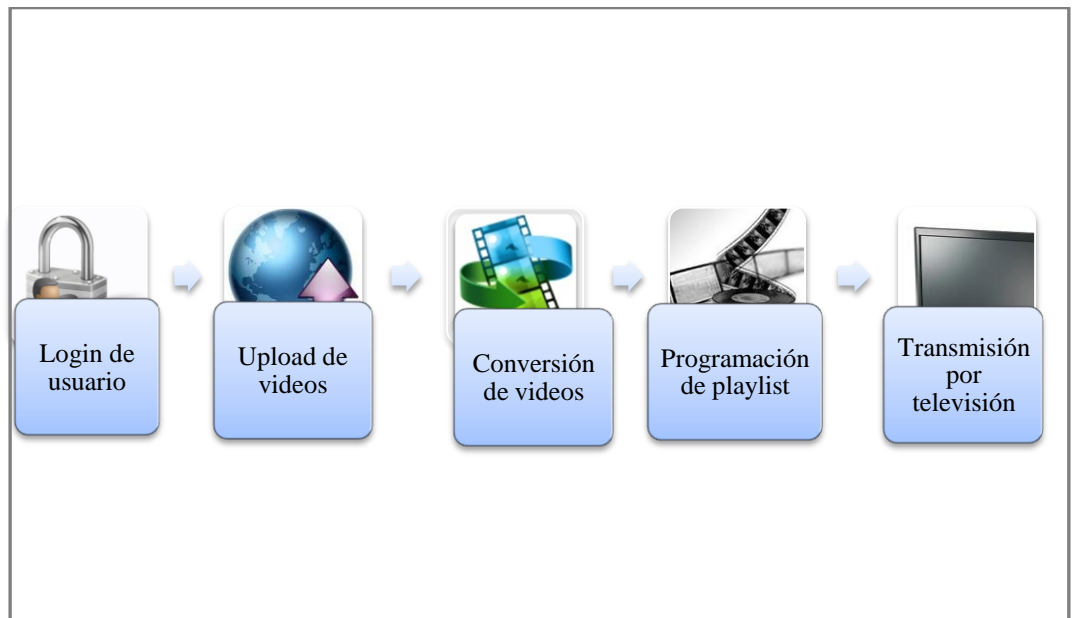 Login de
usuario
Upload de
videos
Conversión
de videos
Programación
de playlist
Transmisión
por
televisión